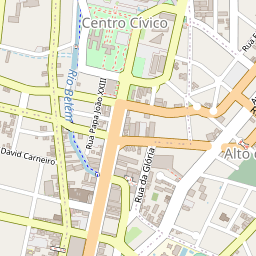 Centro Cívico
Rio Belém
Rua Papa João XXIII
Rua da Glória
Alto
David Carneiro